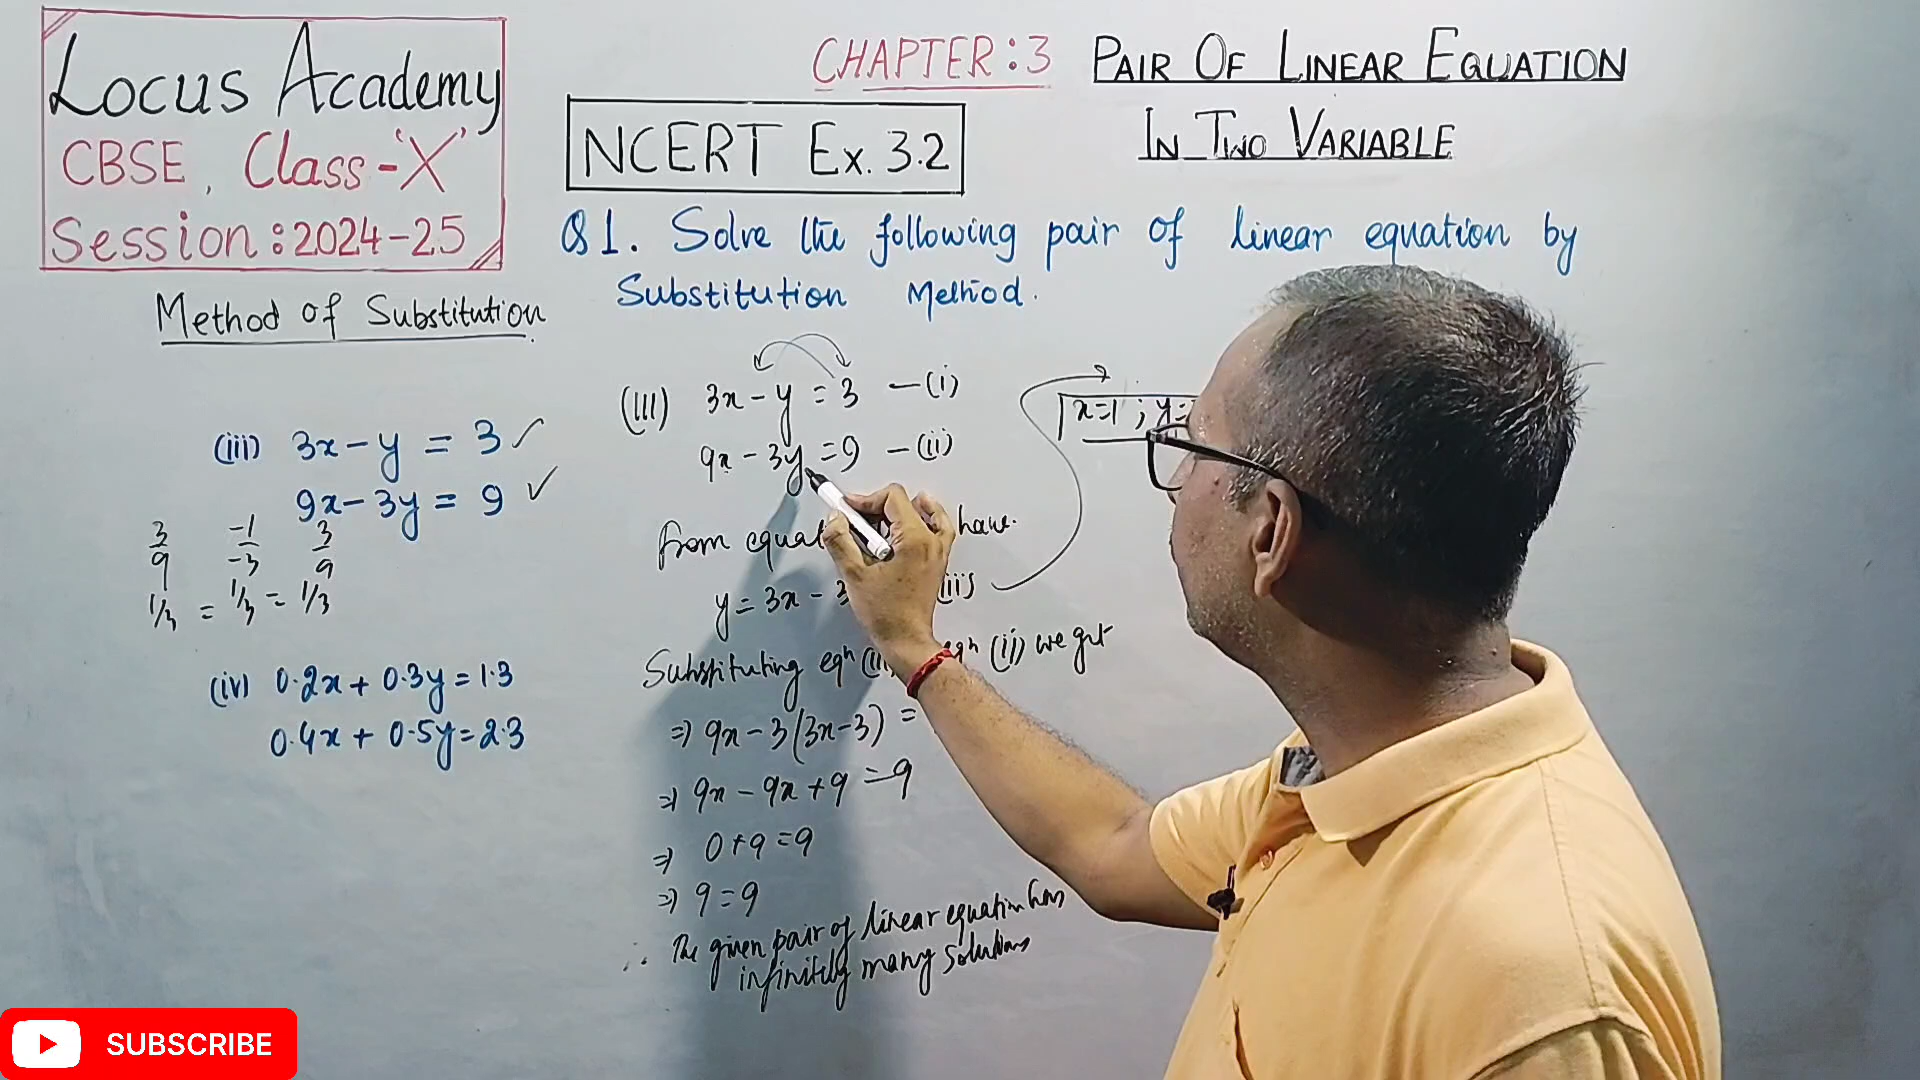 Locus Academy
CBSE, Class-'X'
Session:2024-25
CHAPTER:3 PAIR OF LINEAR EQUATION
IN TWO VARIABLE
NCERT Ex. 3.2
Q1. Solve the following pair of linear equation by
Substitution Method.
Method of Substitution
(iii) 3x-y = 3 ✓
9x-3y = 9 ✓
3/9 -1/-3 3/9
1/3 = 1/3 = 1/3
(iv) 0.2x + 0.3y = 1.3
0.4x + 0.5y = 2.3
(III) 3x - y = 3 -(i)
9x - 3y = 9 -(ii)
x=1 ; y=
from equat have.
y = 3x - 3
Substituting eqn eqn (ii) we get
⇒ 9x - 3(3x-3) =
⇒ 9x - 9x + 9 = 9
⇒ 0+9=9
⇒ 9=9
∴ The given pair of linear equation has
infinitely many solutions
SUBSCRIBE